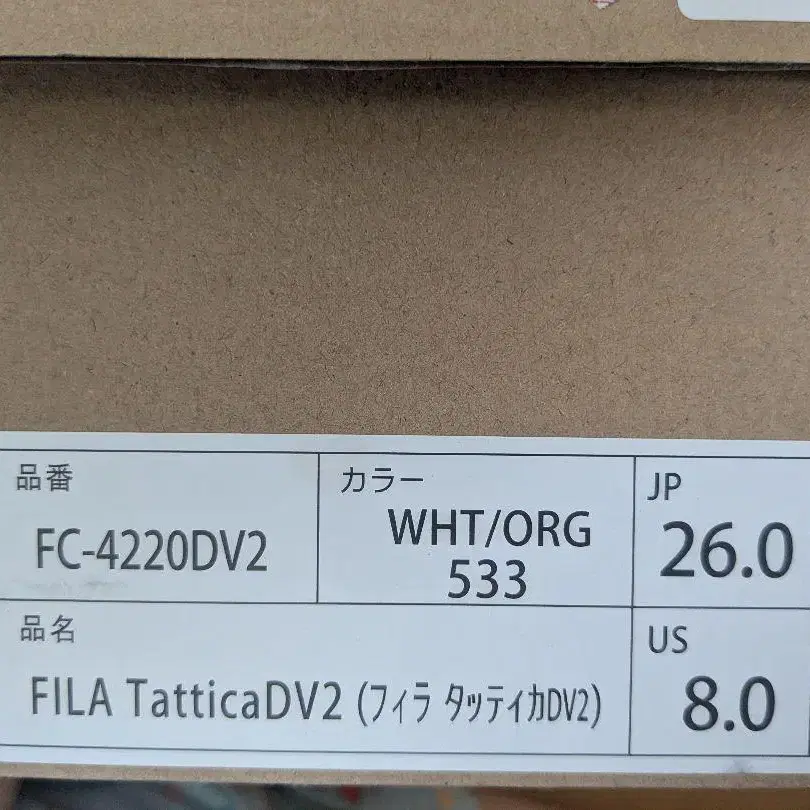 品番
FC-4220DV2
カラー
WHT/ORG
533
JP
26.0
品名
FILA TatticaDV2 (フィラ タッティカDV2)
US
8.0